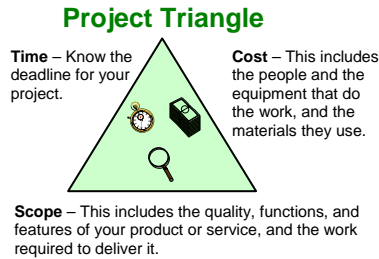 Project Triangle
Time – Know the
deadline for your
project.
Cost – This includes
the people and the
equipment that do
the work, and the
materials they use.
Scope – This includes the quality, functions, and
features of your product or service, and the work
required to deliver it.